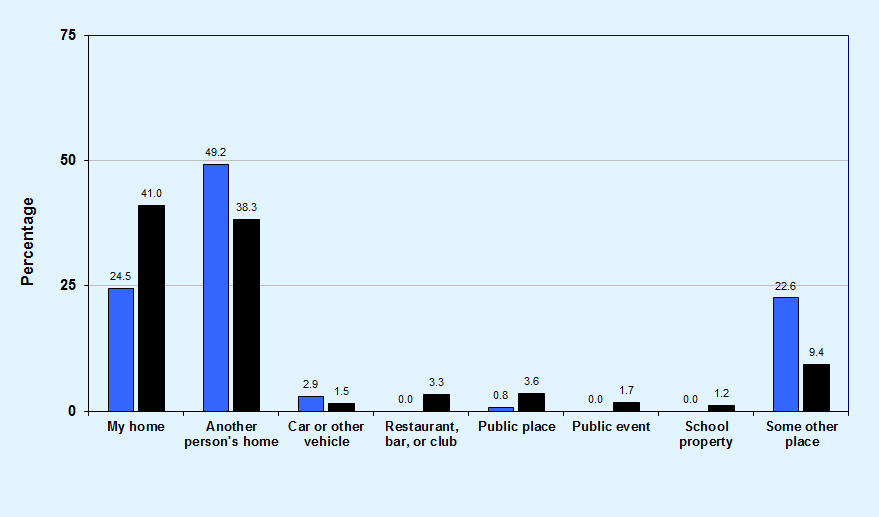 75
50
25
0
Percentage
24.5
41.0
49.2
38.3
2.9
1.5
0.0
3.3
0.8
3.6
0.0
1.7
0.0
1.2
22.6
9.4
My home
Another
person's home
Car or other
vehicle
Restaurant,
bar, or club
Public place
Public event
School
property
Some other
place